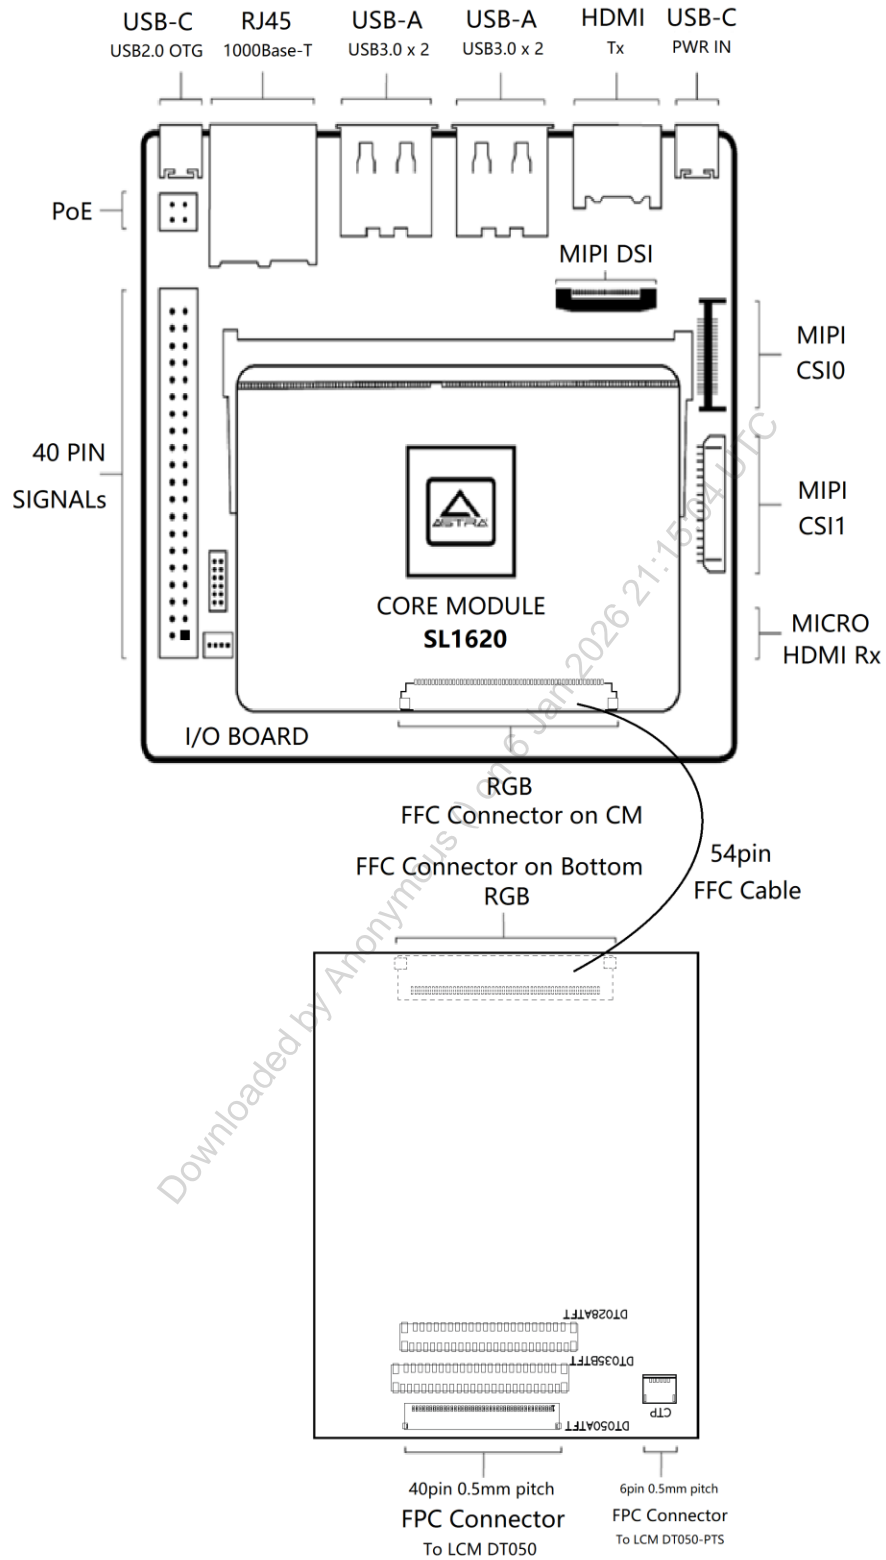 USB-C
USB2.0 OTG
RJ45
1000Base-T
USB-A
USB3.0 x 2
USB-A
USB3.0 x 2
HDMI
Tx
USB-C
PWR IN
PoE
MIPI DSI
MIPI
CSI0
40 PIN
SIGNALs
MIPI
CSI1
ASTRA
CORE MODULE
SL1620
MICRO
HDMI Rx
I/O BOARD
RGB
FFC Connector on CM
54pin
FFC Cable
FFC Connector on Bottom
RGB
Downloaded by Anonymous () on 6 Jan 2026 21:15:04 UTC
DT028ATFT
DT035BTFT
DT050ATFT
CTP
40pin 0.5mm pitch
FPC Connector
To LCM DT050
6pin 0.5mm pitch
FPC Connector
To LCM DT050-PTS